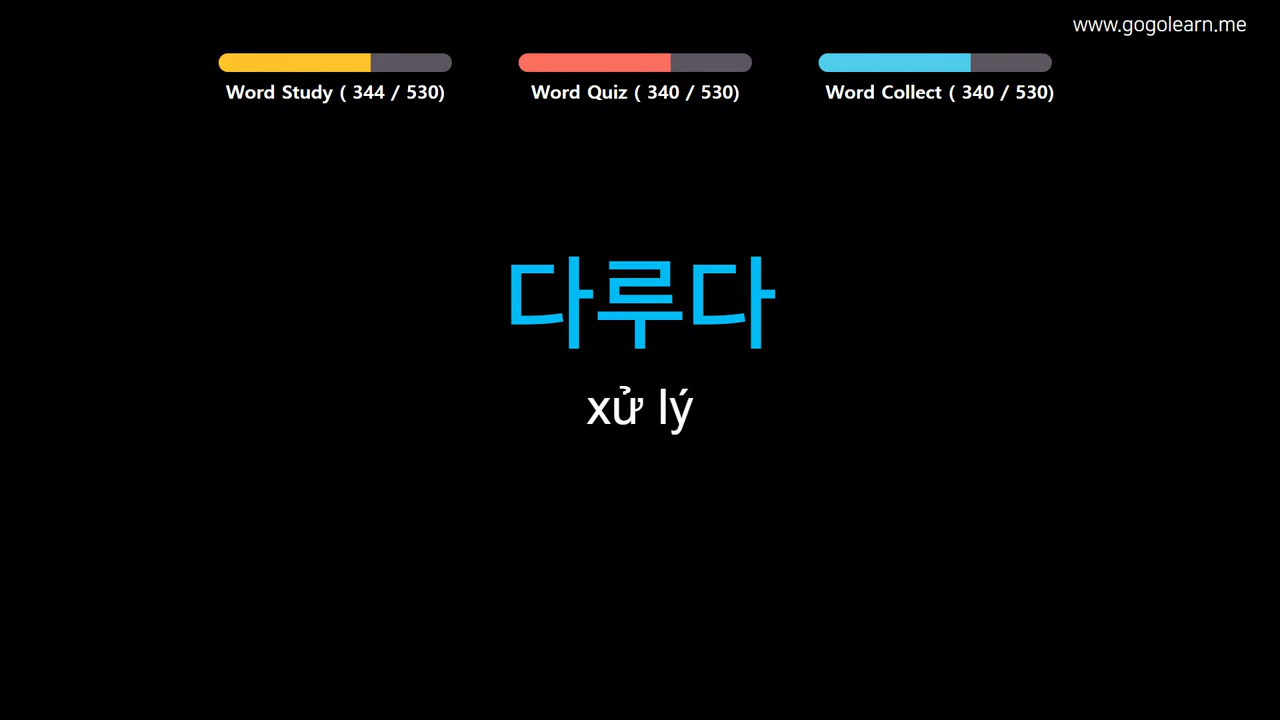 www.gogolearn.me
Word Study ( 344 / 530)
Word Quiz ( 340 / 530)
Word Collect ( 340 / 530)
다루다
xử lý